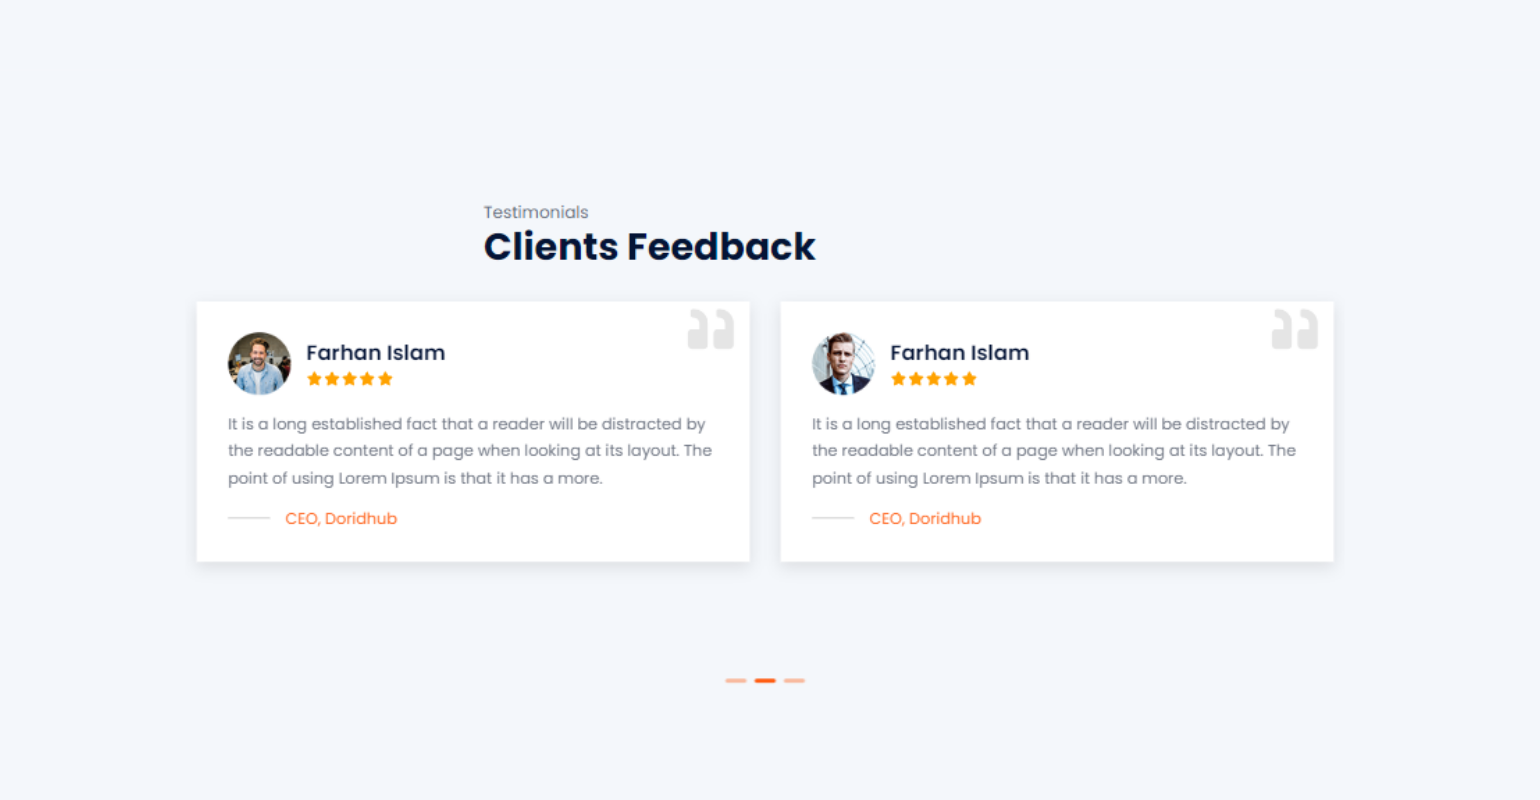 Testimonials
Clients Feedback
Farhan Islam
It is a long established fact that a reader will be distracted by
the readable content of a page when looking at its layout. The
point of using Lorem Ipsum is that it has a more.
CEO, Doridhub
Farhan Islam
It is a long established fact that a reader will be distracted by
the readable content of a page when looking at its layout. The
point of using Lorem Ipsum is that it has a more.
CEO, Doridhub